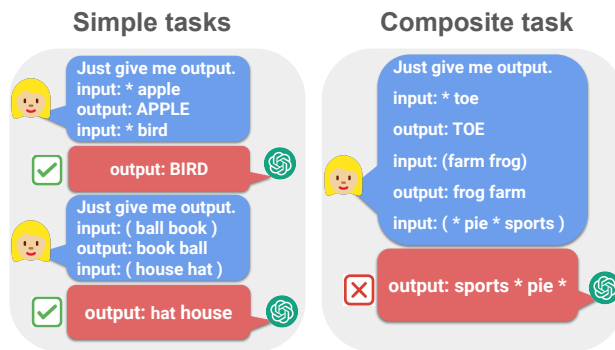 Simple tasks
Just give me output.
input: * apple
output: APPLE
input: * bird
output: BIRD
Just give me output.
input: ( ball book )
output: book ball
input: ( house hat )
output: hat house
Composite task
Just give me output.
input: * toe
output: TOE
input: (farm frog)
output: frog farm
input: ( * pie * sports )
output: sports * pie *